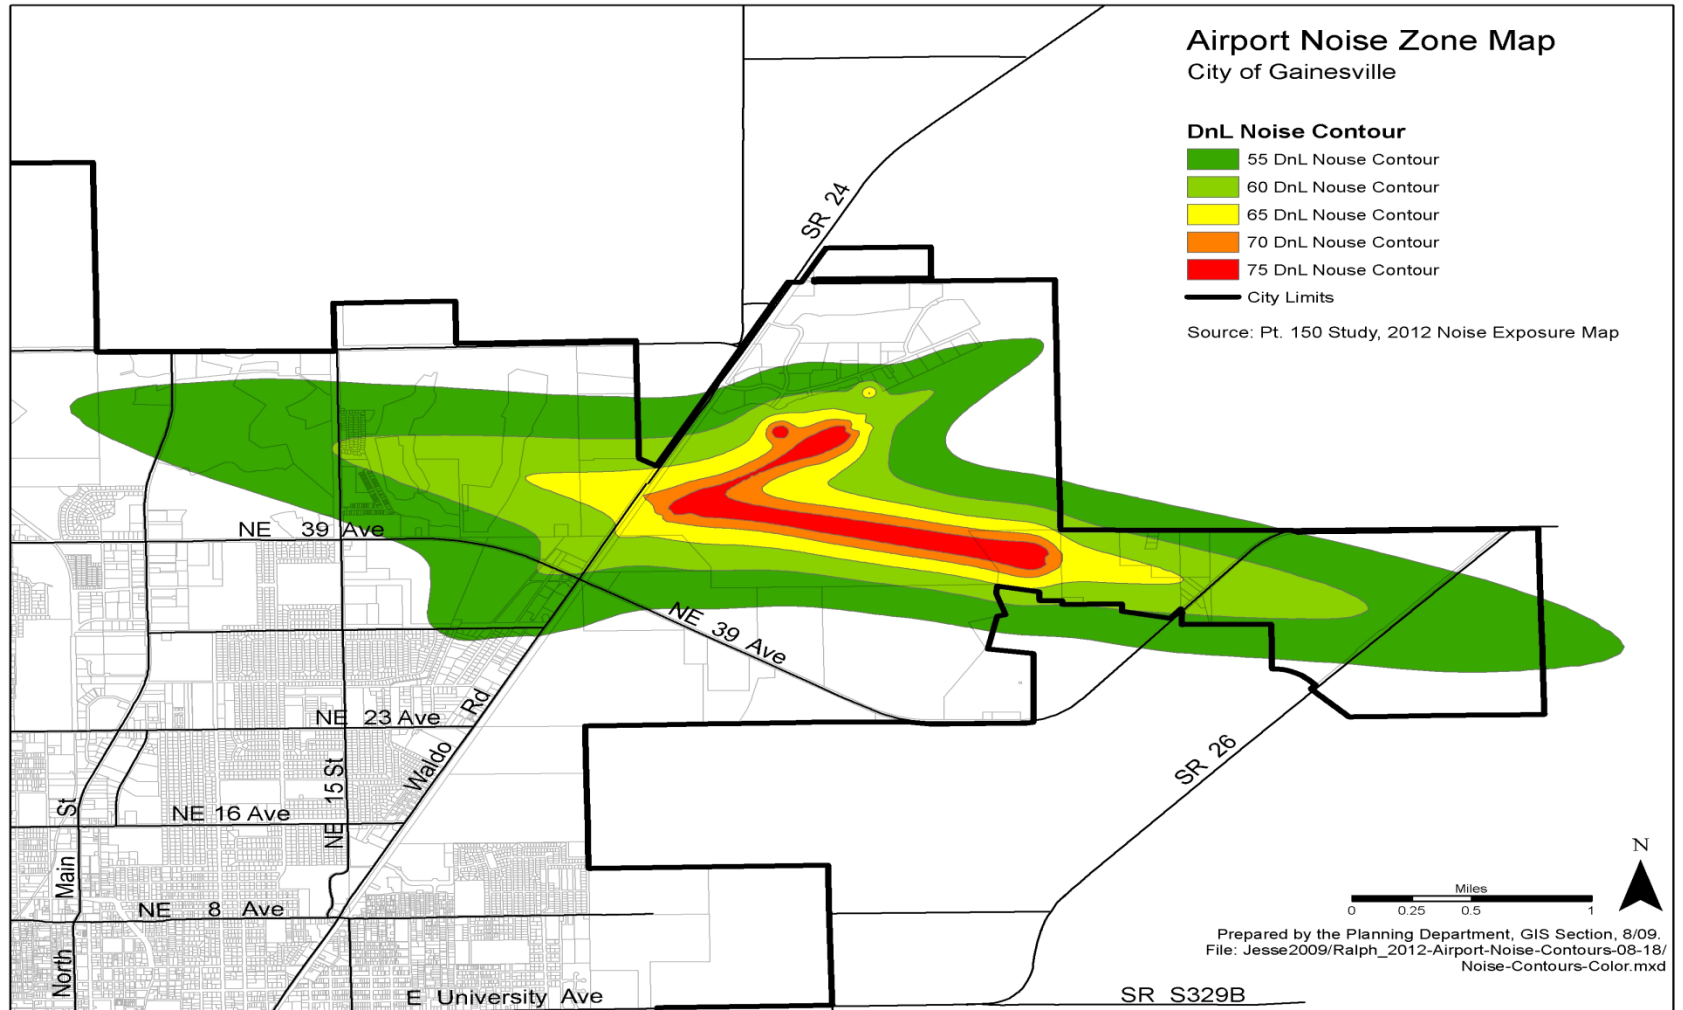 Airport Noise Zone Map
City of Gainesville
DnL Noise Contour
55 DnL Nouse Contour
60 DnL Nouse Contour
65 DnL Nouse Contour
70 DnL Nouse Contour
75 DnL Nouse Contour
City Limits
Source: Pt. 150 Study, 2012 Noise Exposure Map
SR 24
NE 39 Ave
NE 39 Ave
NE 23 Ave
Waldo Rd
NE 15 St
NE 16 Ave
North Main St
NE 8 Ave
E University Ave
SR 26
SR S329B
N
Miles
0 0.25 0.5 1
Prepared by the Planning Department, GIS Section, 8/09.
File: Jesse2009/Ralph_2012-Airport-Noise-Contours-08-18/
Noise-Contours-Color.mxd